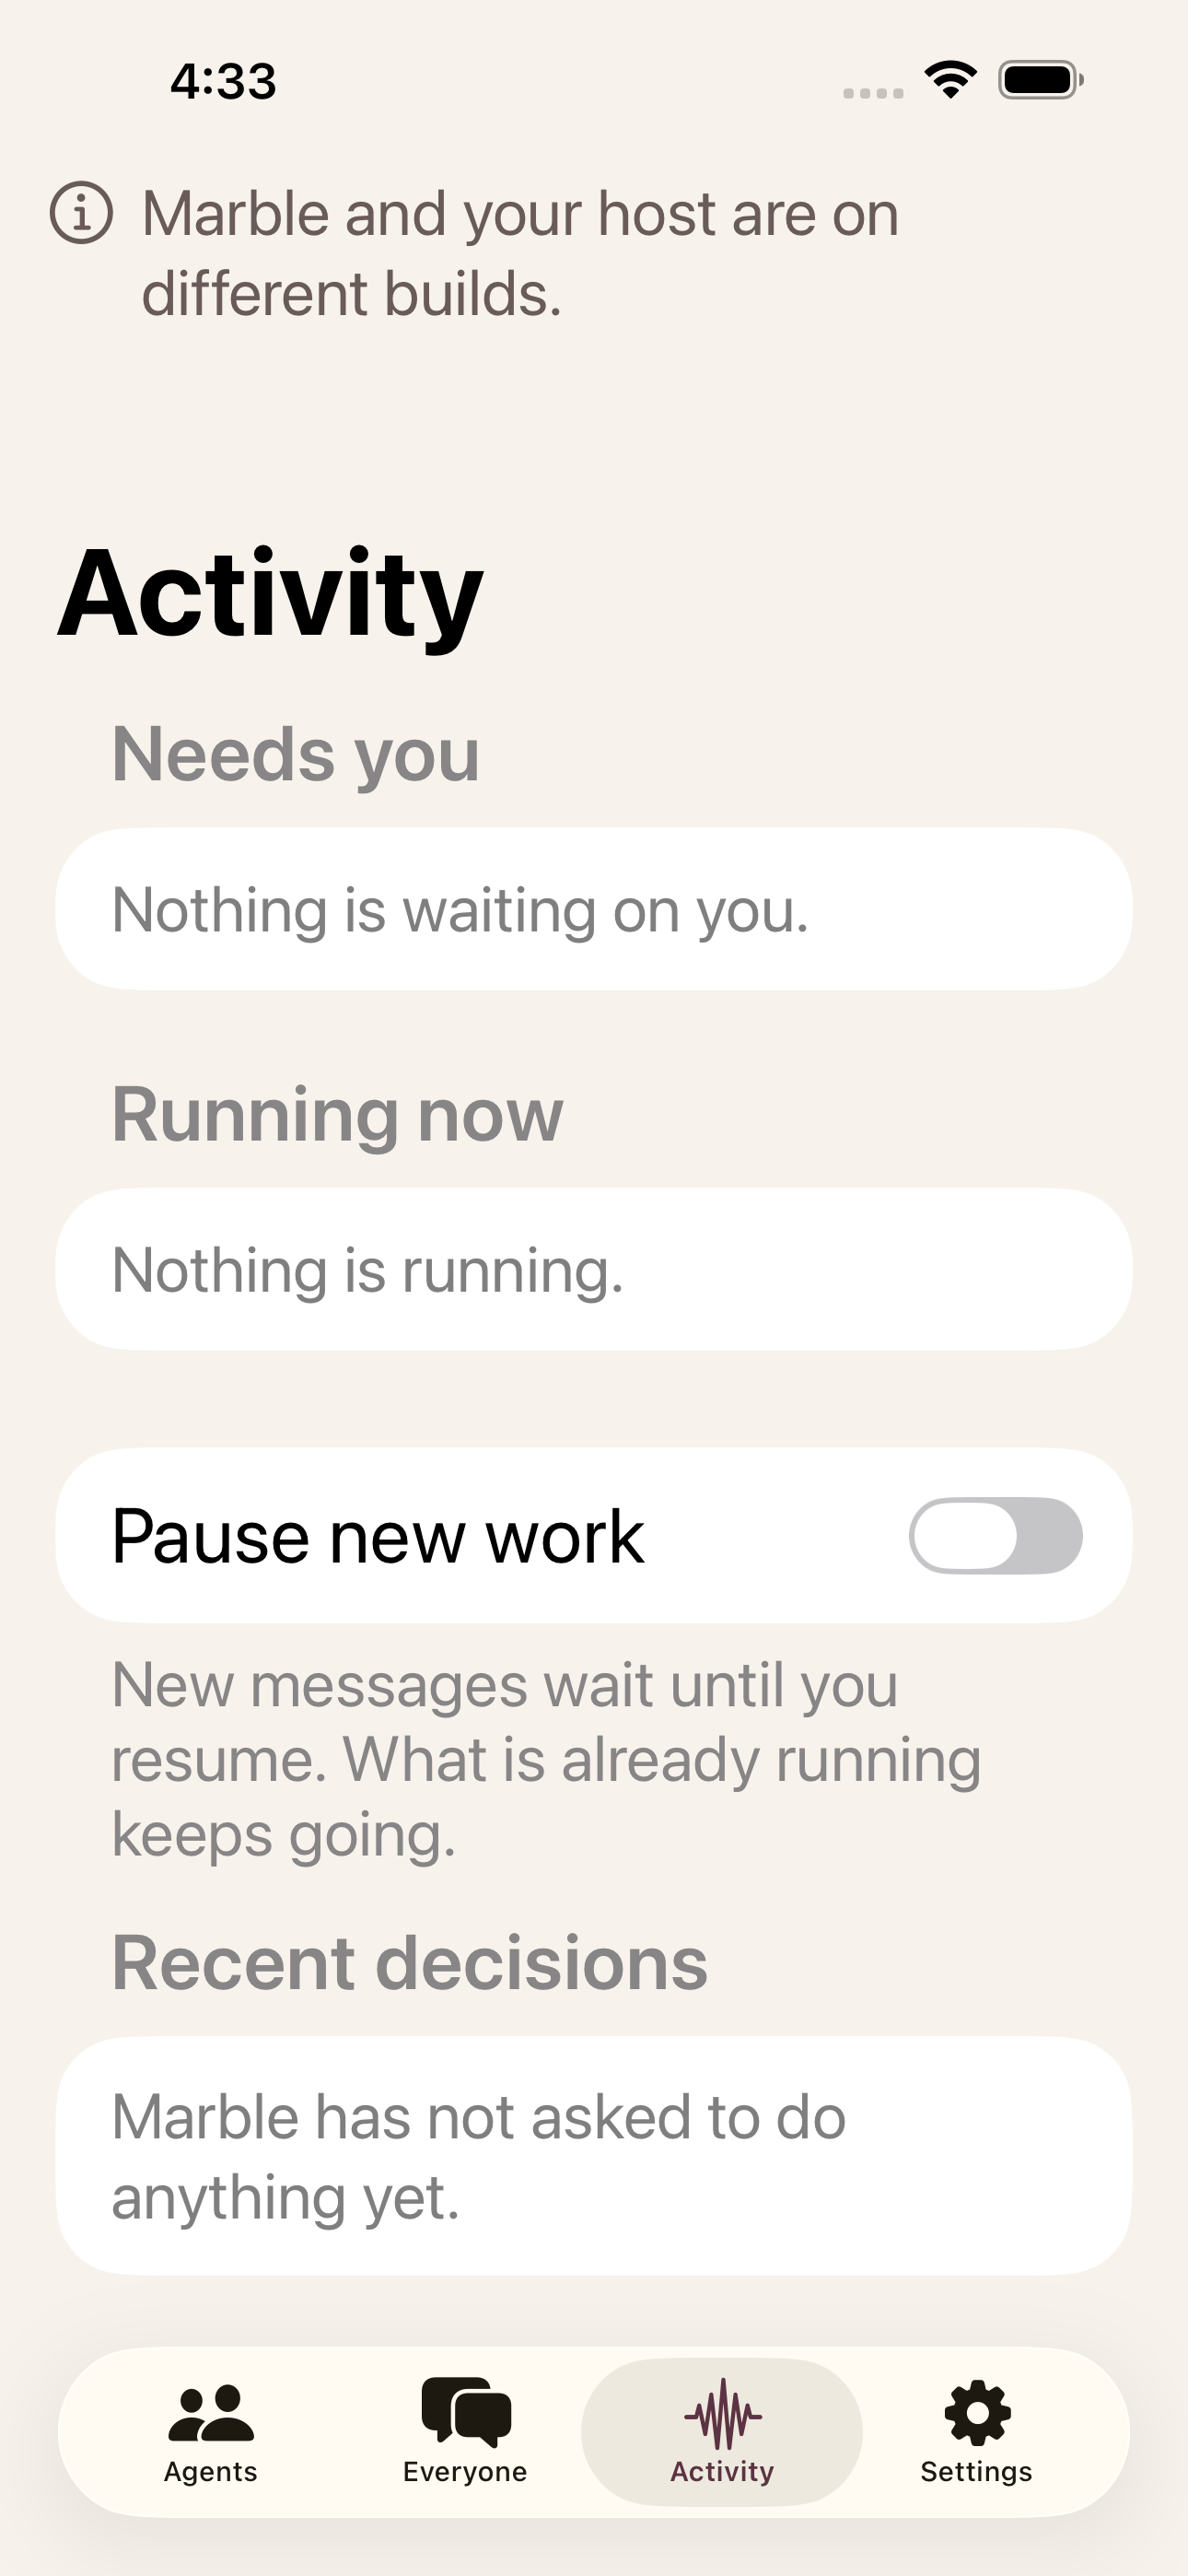 4:33
Marble and your host are on
different builds.
Activity
Needs you
Nothing is waiting on you.
Running now
Nothing is running.
Pause new work
New messages wait until you
resume. What is already running
keeps going.
Recent decisions
Marble has not asked to do
anything yet.
Agents
Everyone
Activity
Settings